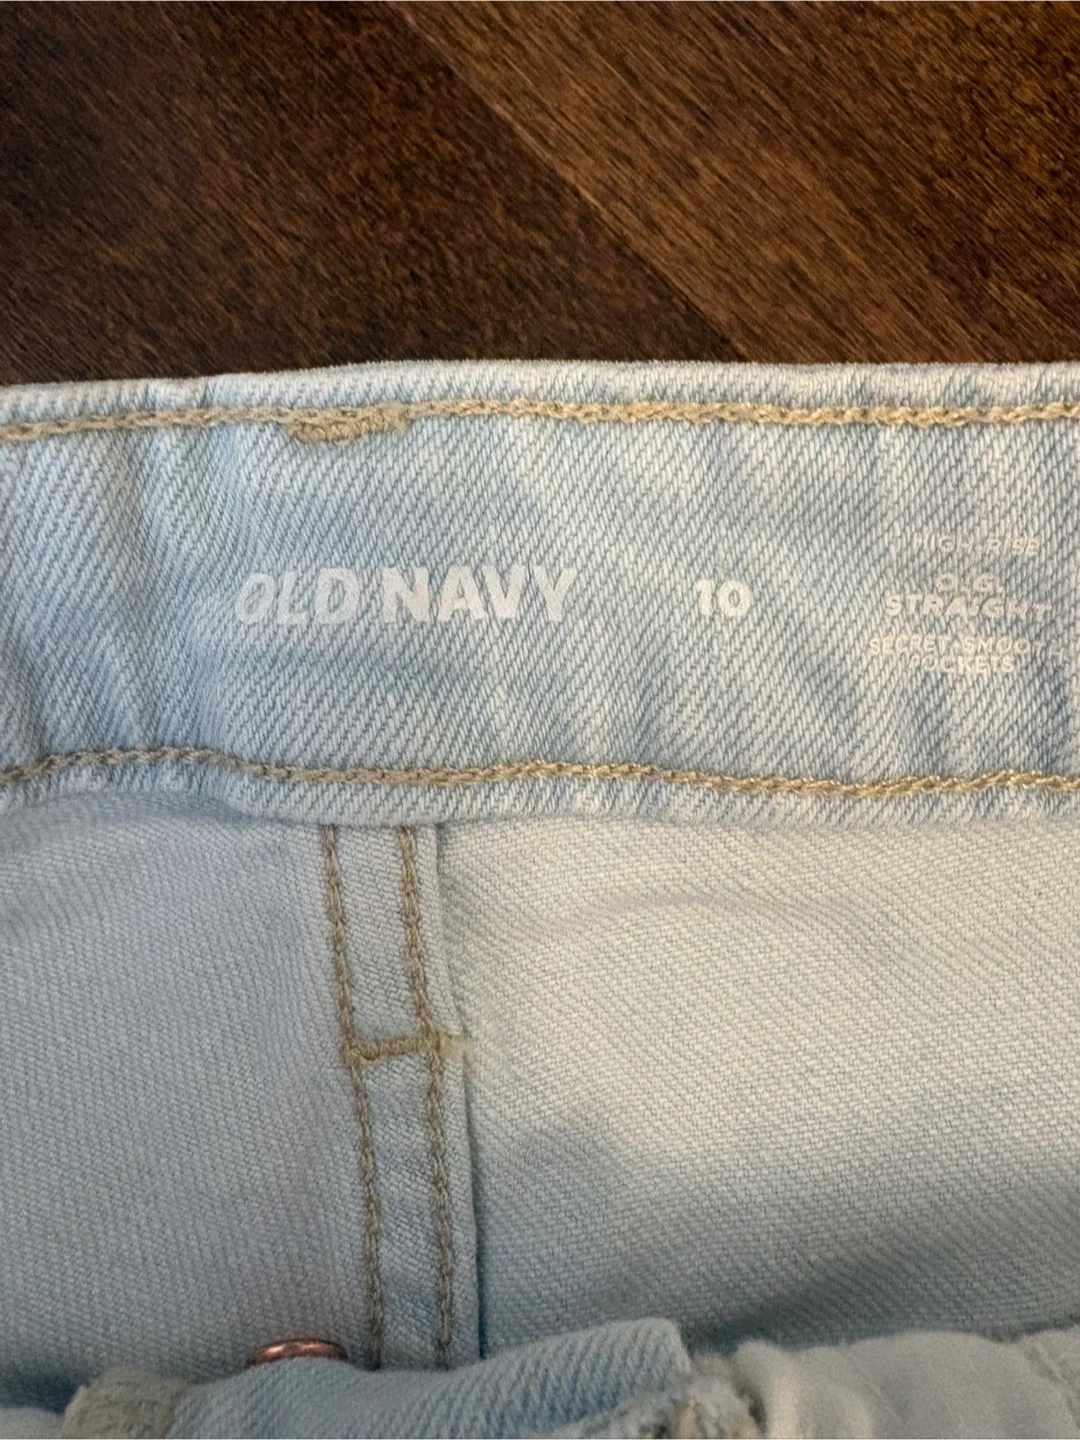 OLD NAVY
10
HIGH-RISE
O.G.
STRAIGHT
SECRET-SMOOTH
POCKETS